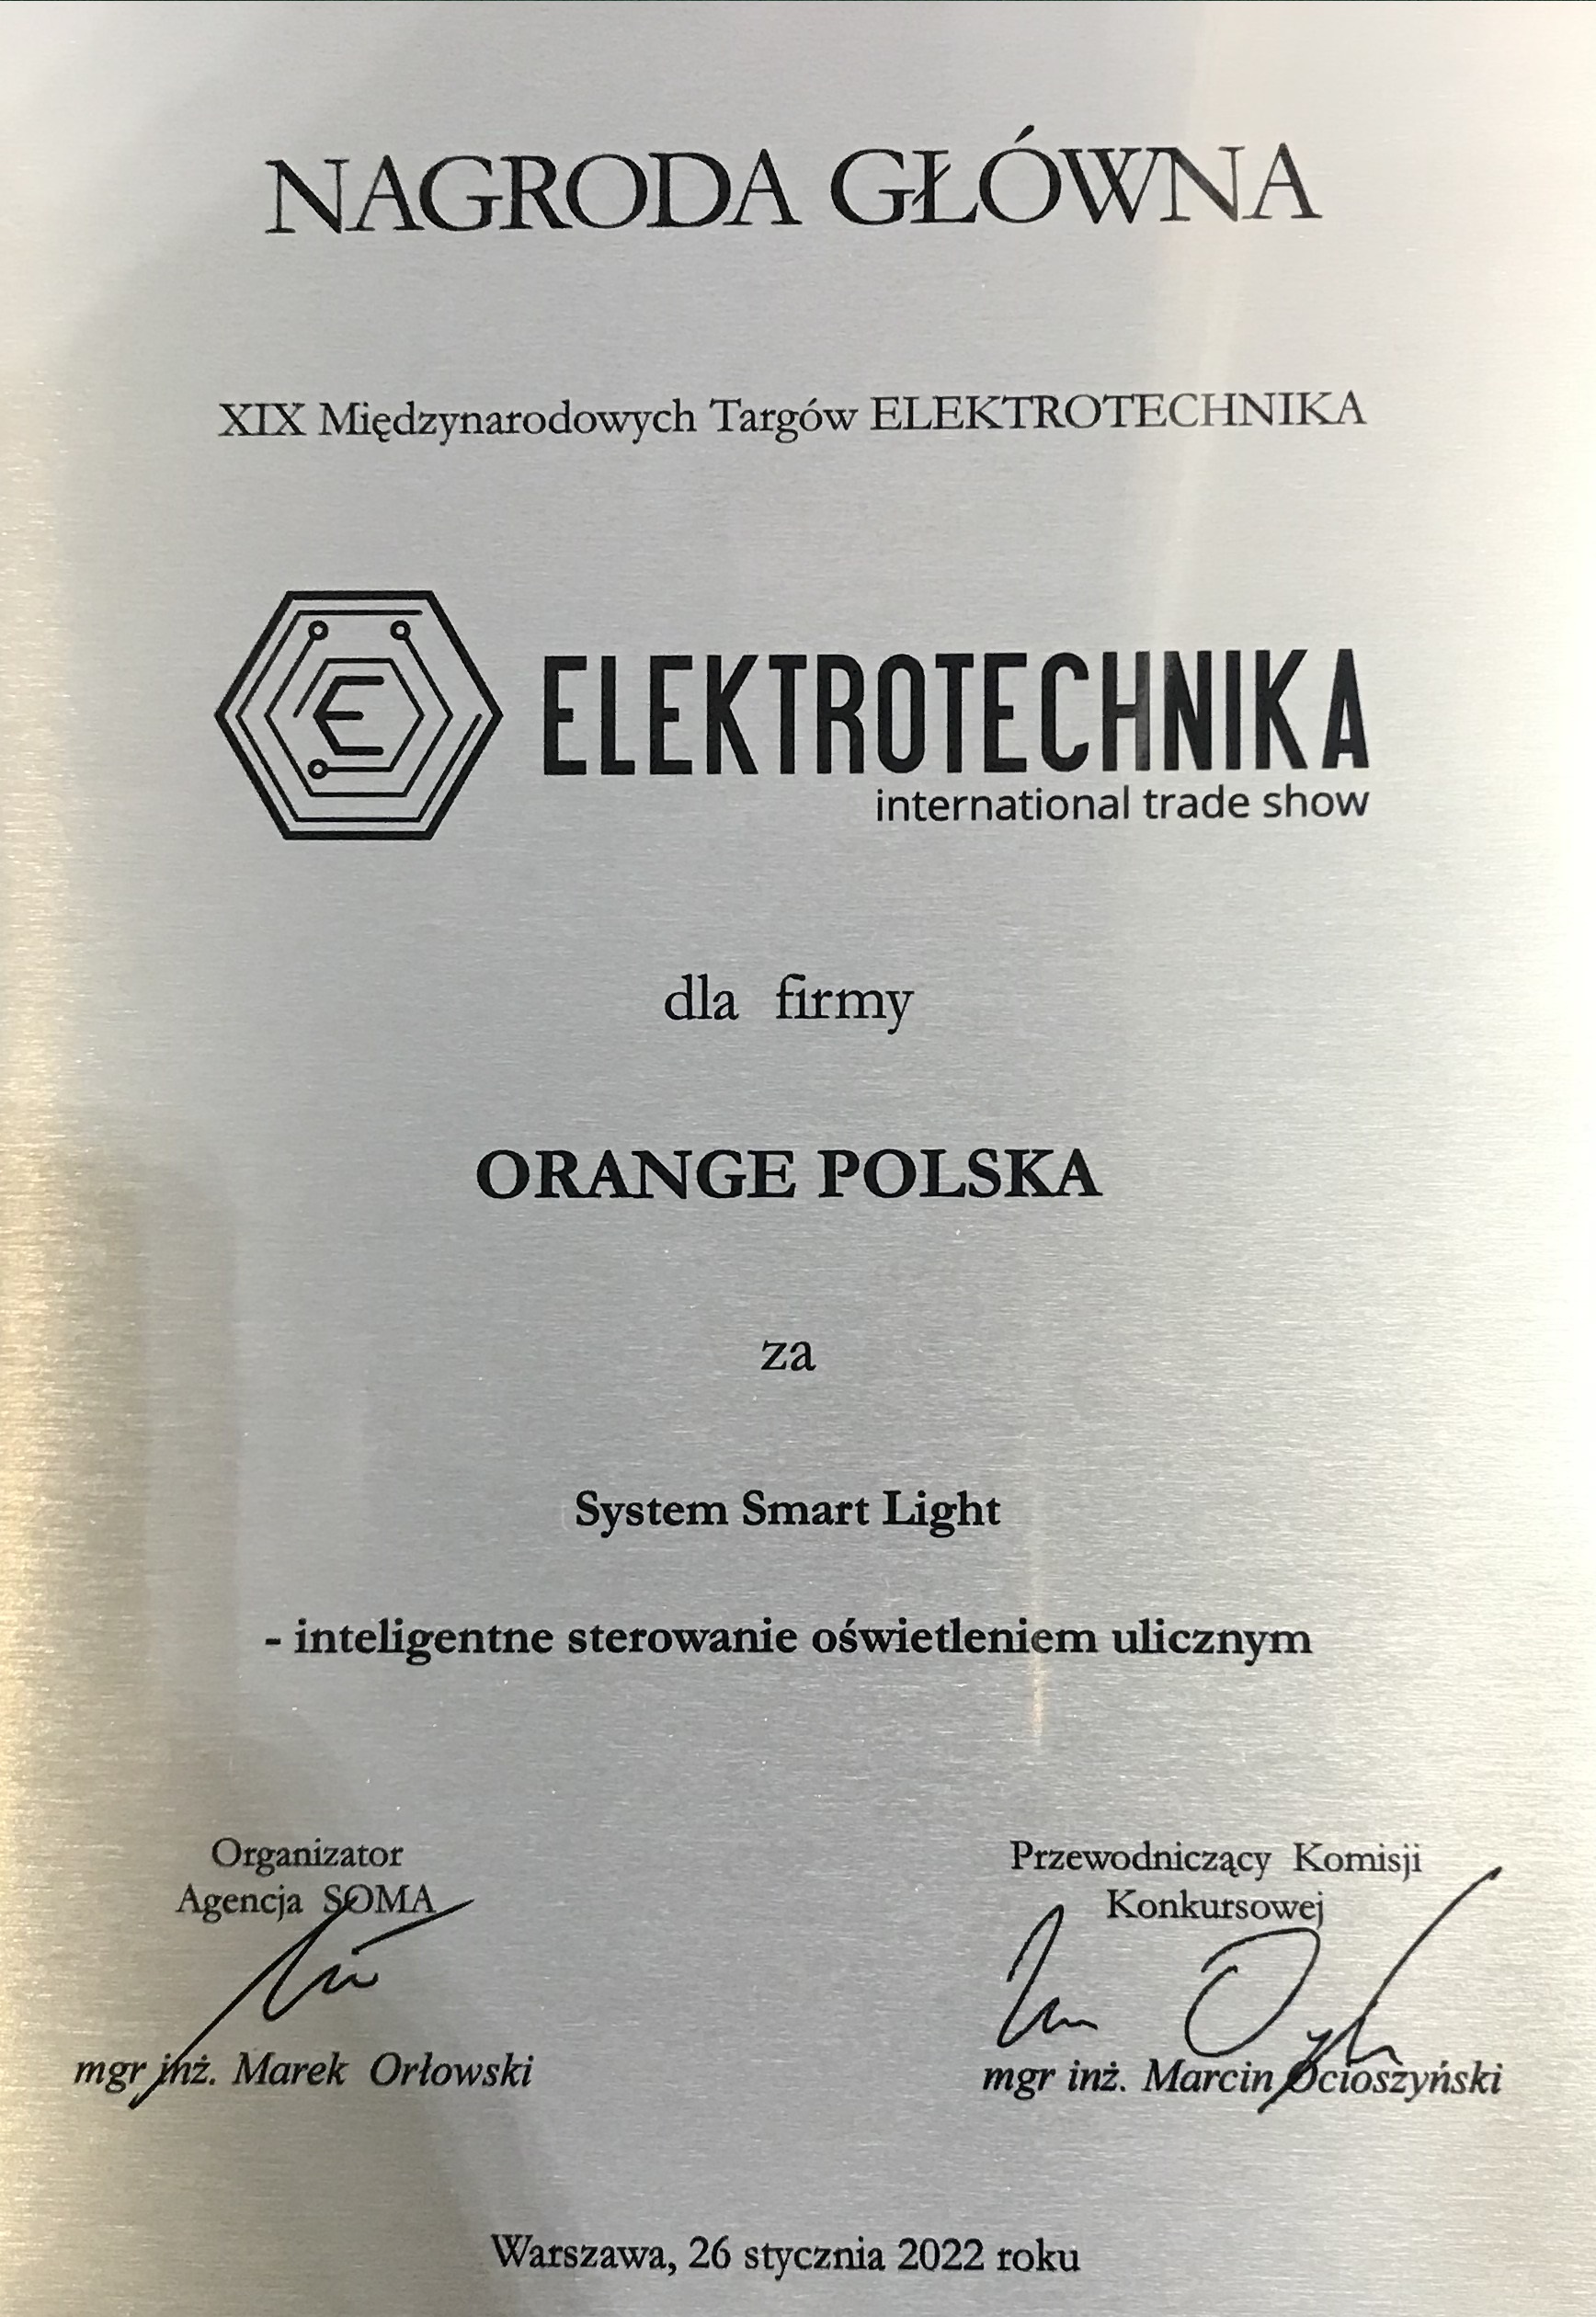 NAGRODA GŁÓWNA
XIX Międzynarodowych Targów ELEKTROTECHNIKA
E ELEKTROTECHNIKA
international trade show
dla firmy
ORANGE POLSKA
za
System Smart Light
- inteligentne sterowanie oświetleniem ulicznym
Organizator
Agencja SOMA
mgr inż. Marek Orłowski
Przewodniczący Komisji
Konkursowej
mgr inż. Marcin Ocioszyński
Warszawa, 26 stycznia 2022 roku